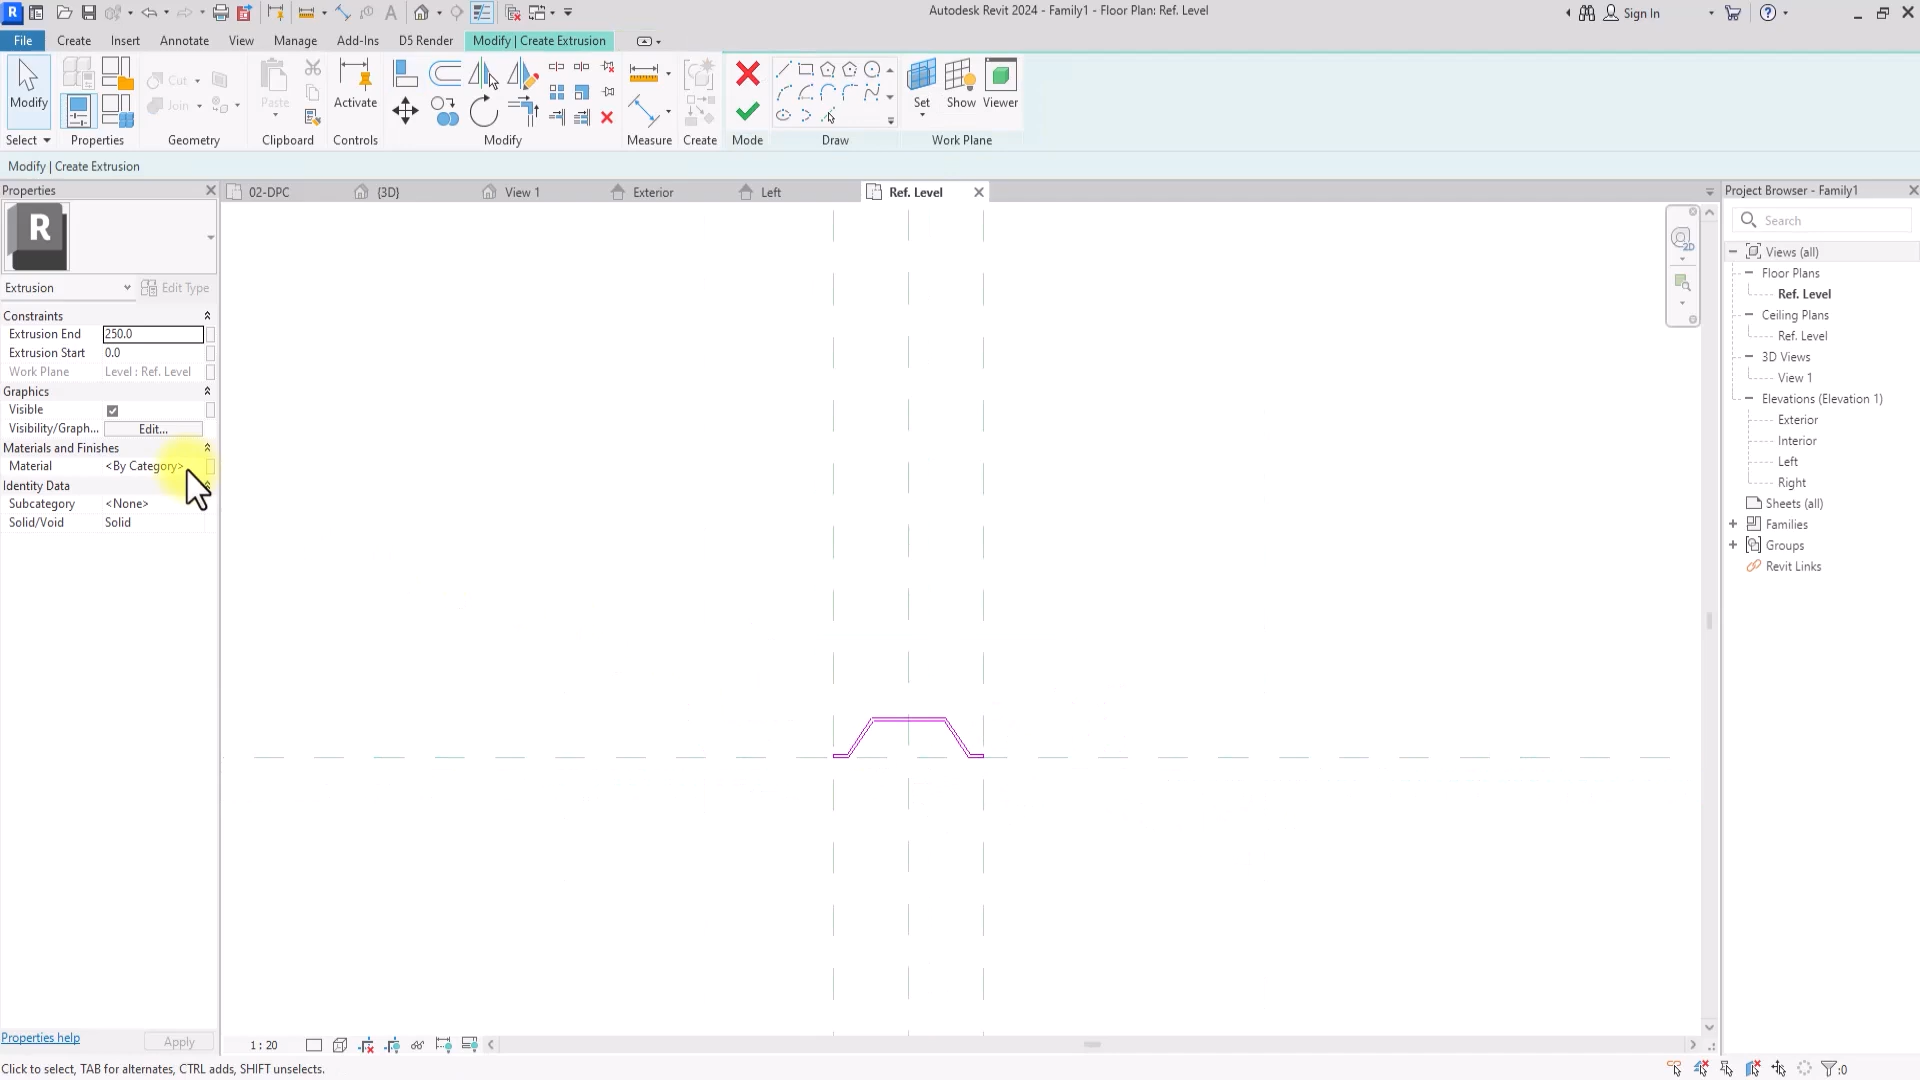 Autodesk Revit 2024 - Family1 - Floor Plan: Ref. Level
Sign In
File Create Insert Annotate View Manage Add-Ins D5 Render Modify | Create Extrusion
Modify
Cut
Join
Paste
Activate
Set Show Viewer
Select Properties Geometry Clipboard Controls Modify Measure Create Mode Draw Work Plane
Modify | Create Extrusion
Properties
02-DPC
{3D}
View 1
Exterior
Left
Ref. Level
Project Browser - Family1
R
Extrusion
Edit Type
Constraints
Extrusion End 250.0
Extrusion Start 0.0
Work Plane Level : Ref. Level
Graphics
Visible
Visibility/Graph... Edit...
Materials and Finishes
Material <By Category>
Identity Data
Subcategory <None>
Solid/Void Solid
Properties help
Apply
2D
Search
Views (all)
Floor Plans
Ref. Level
Ceiling Plans
Ref. Level
3D Views
View 1
Elevations (Elevation 1)
Exterior
Interior
Left
Right
Sheets (all)
Families
Groups
Revit Links
1 : 20
Click to select, TAB for alternates, CTRL adds, SHIFT unselects.
:0